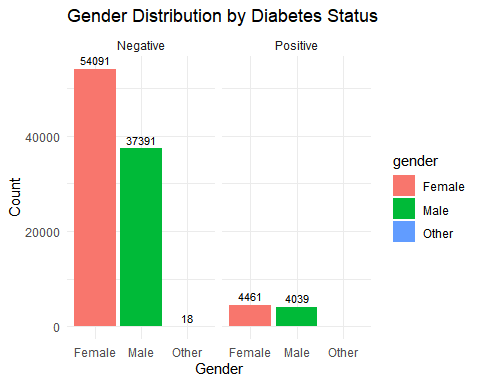 Gender Distribution by Diabetes Status
Negative
Positive
54091
37391
18
4461
4039
40000
20000
0
Count
Female
Male
Other
Female
Male
Other
Gender
gender
Female
Male
Other